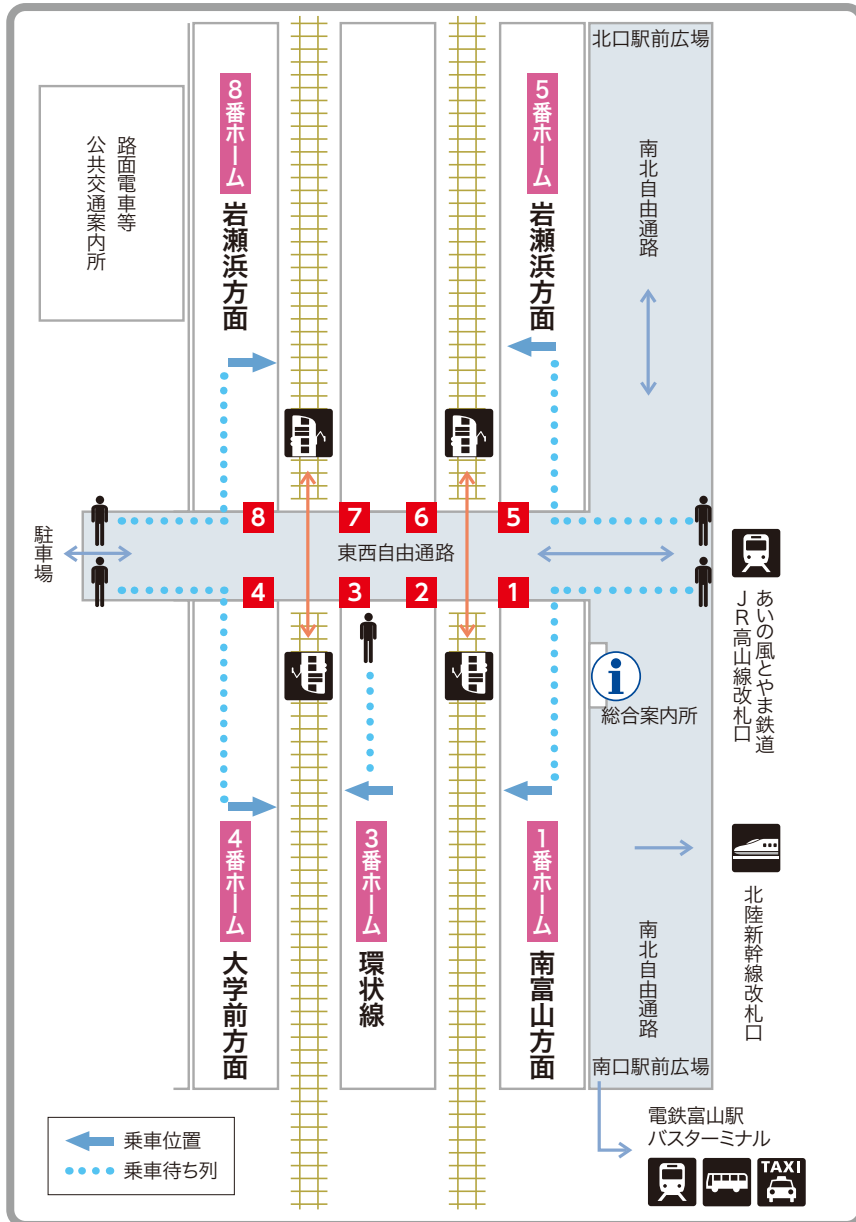 北口駅前広場
8番ホーム
岩瀬浜方面
5番ホーム
岩瀬浜方面
路面電車等
公共交通案内所
南北自由通路
8
7
6
5
東西自由通路
駐車場
4
3
2
1
あいの風とやま鉄道
JR高山線改札口
i
総合案内所
4番ホーム
大学前方面
3番ホーム
環状線
1番ホーム
南富山方面
南北自由通路
北陸新幹線改札口
南口駅前広場
電鉄富山駅
バスターミナル
TAXI
乗車位置
乗車待ち列